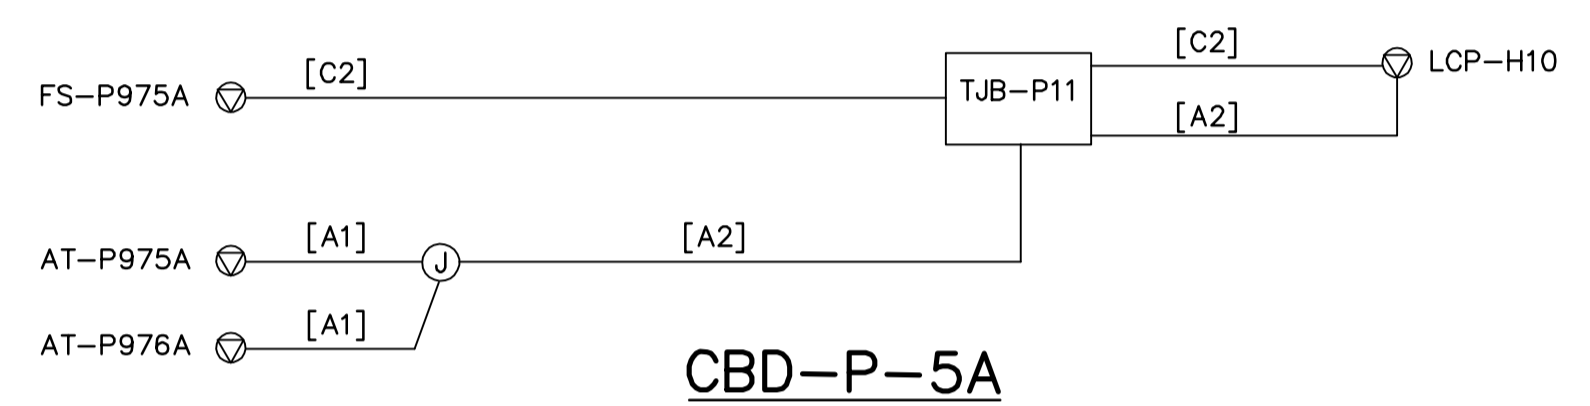 [C2]
LCP-H10
[C2]
FS-P975A
TJB-P11
[A2]
[A1]
[A2]
AT-P975A
J
[A1]
AT-P976A
CBD-P-5A